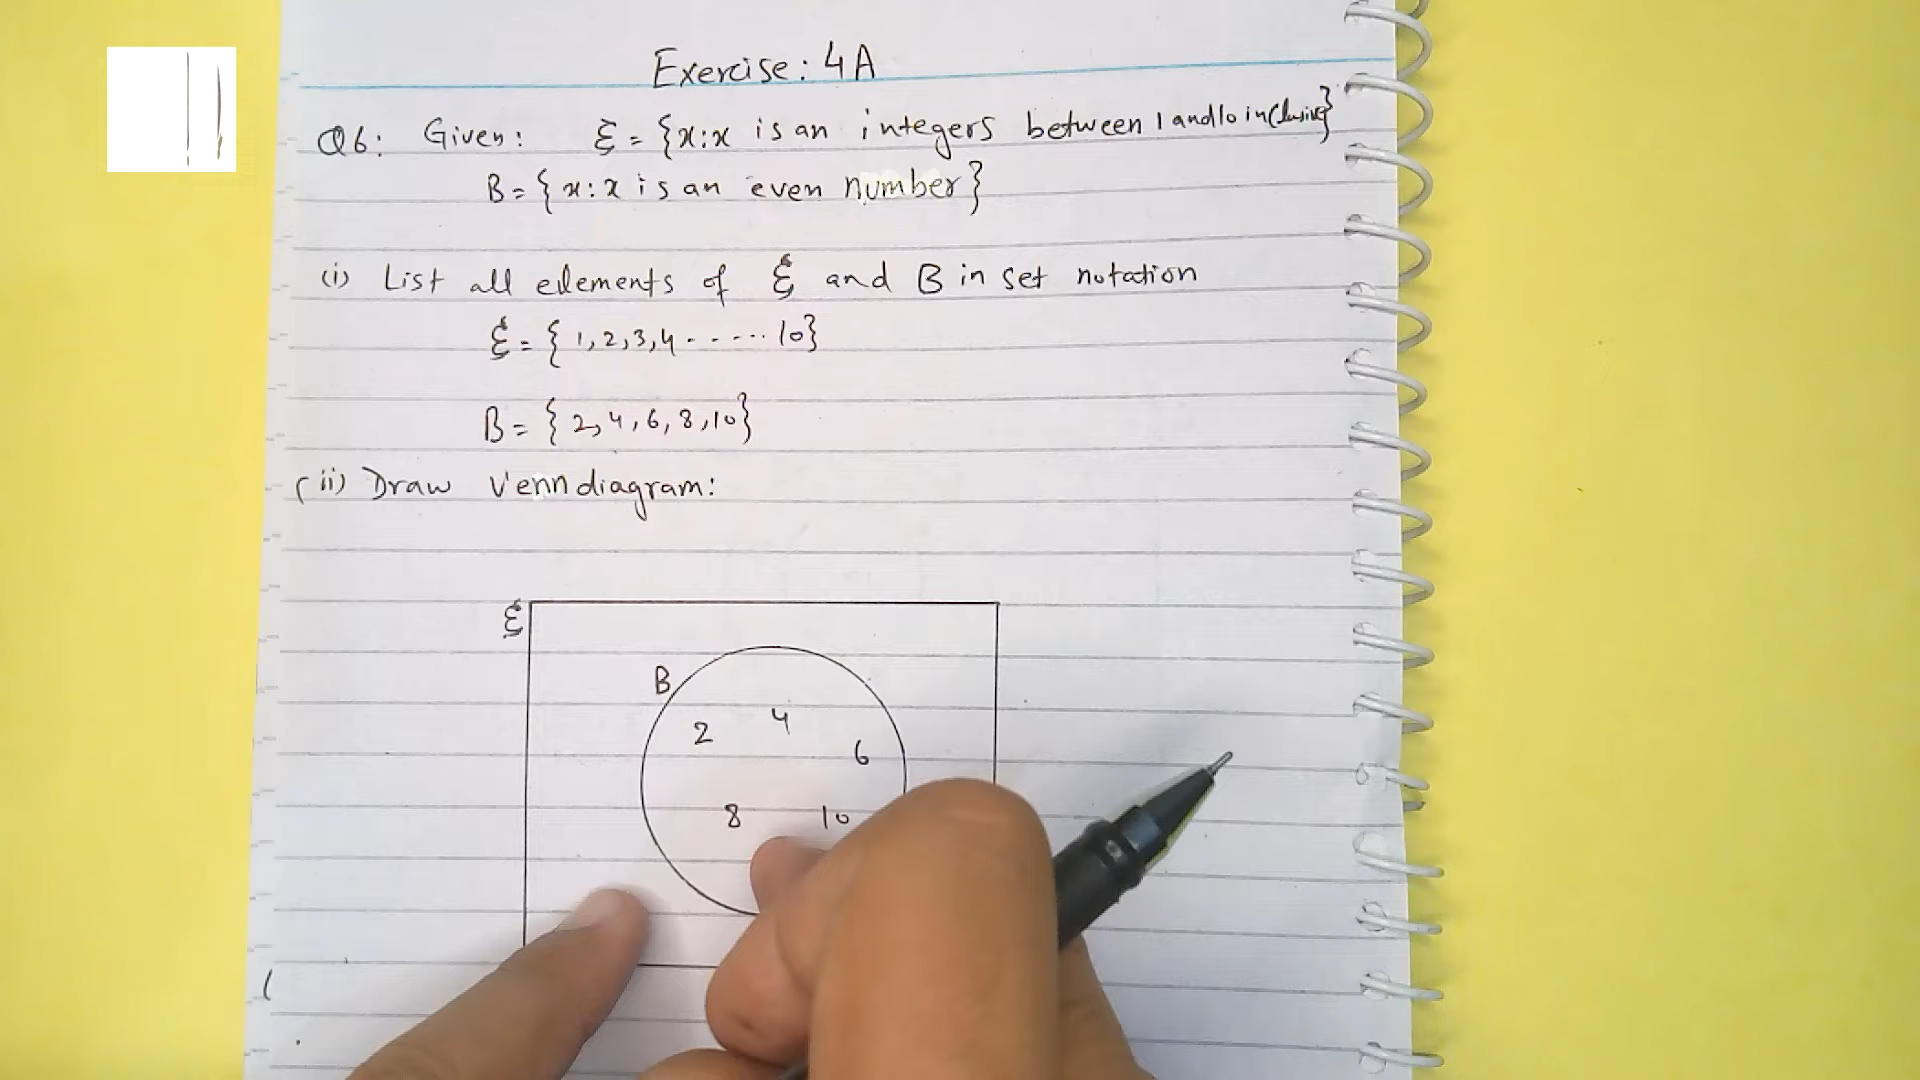 Exercise: 4A
Q6: Given: ξ = {x:x is an integers between 1 and 10 inclusive}
B = {x:x is an even number}
(i) List all elements of ξ and B in set notation
ξ = { 1,2,3,4 - - - --- 10}
B = { 2,4,6,8,10}
(ii) Draw Venn diagram:
ξ
B
2 4 6
8 10
(